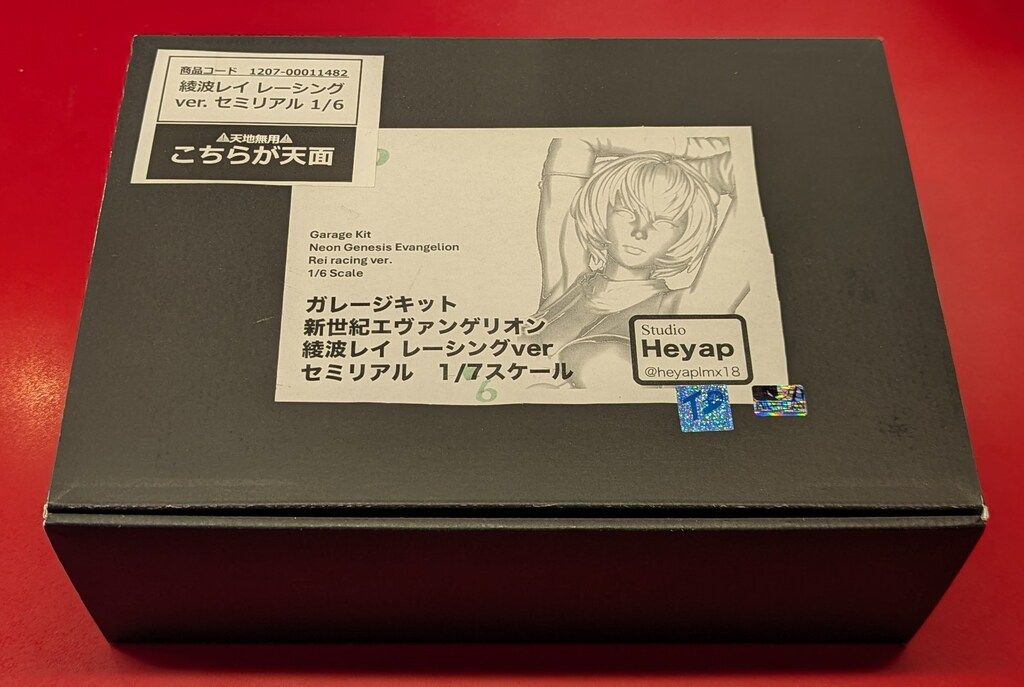 商品コード 1207-00011482
綾波レイ レーシング
ver. セミリアル 1/6
⚠天地無用⚠
こちらが天面
Garage Kit
Neon Genesis Evangelion
Rei racing ver.
1/6 Scale
ガレージキット
新世紀エヴァンゲリオン
綾波レイ レーシングver
セミリアル 1/7スケール
6
Studio
Heyap
@heyaplmx18